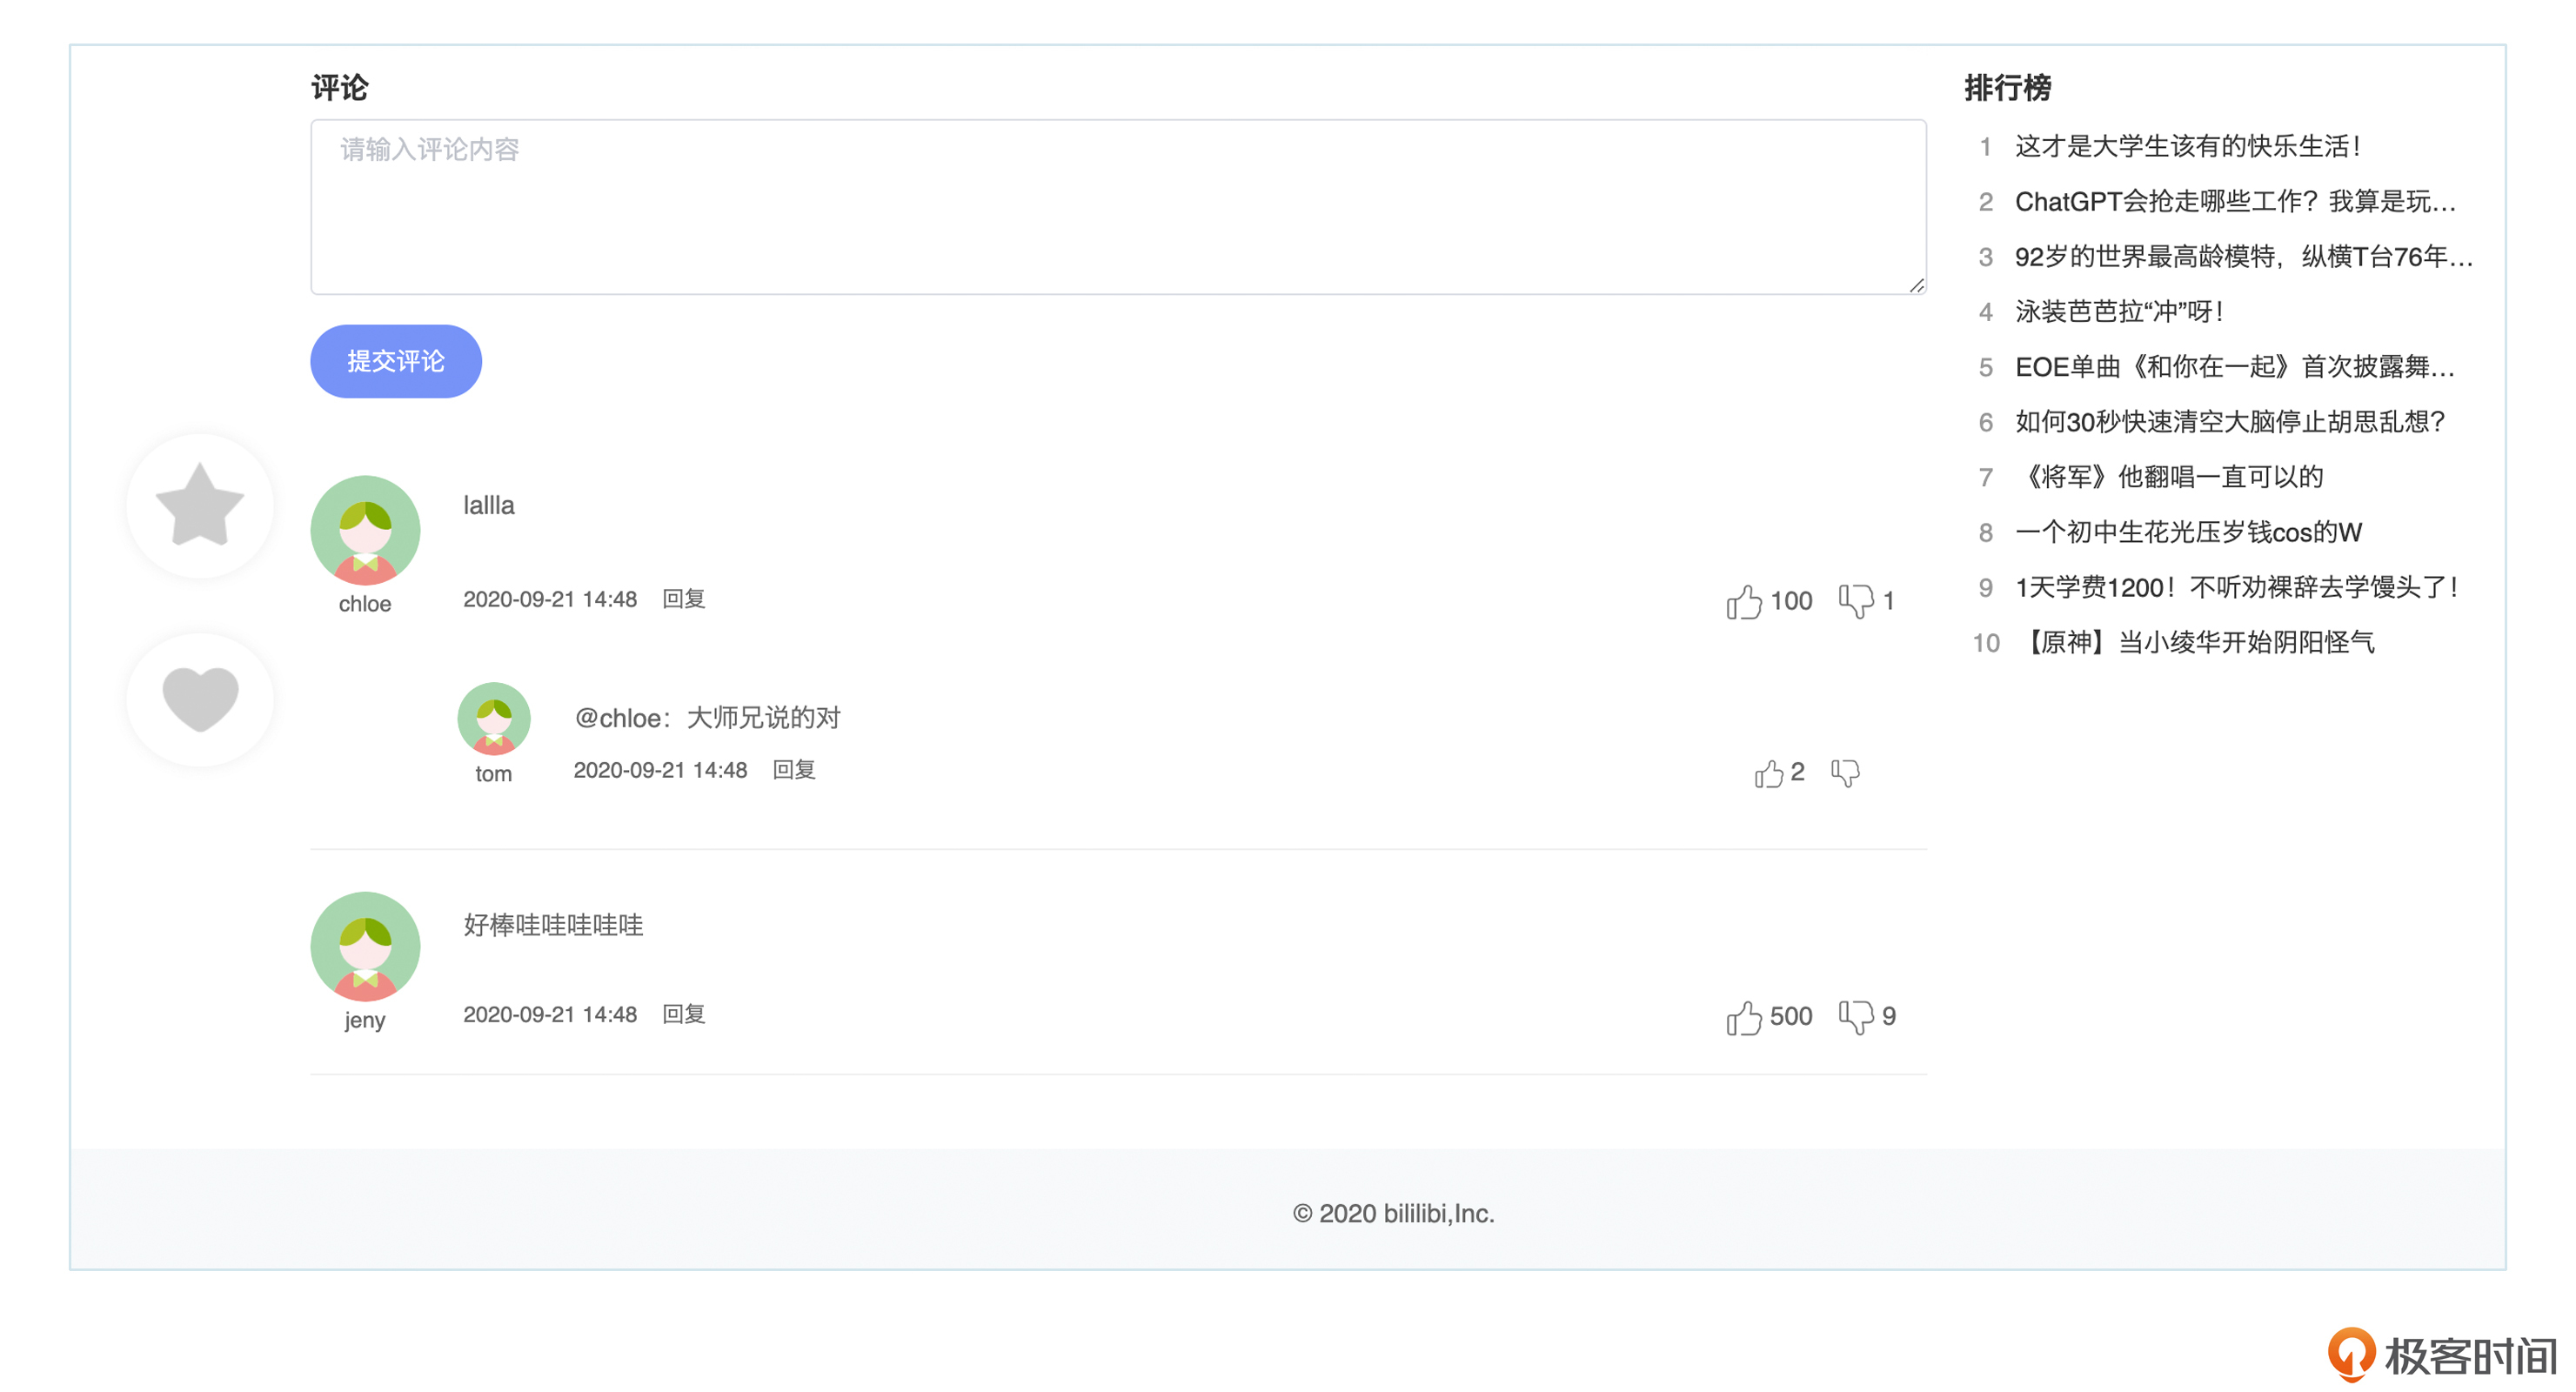 评论
请输入评论内容
提交评论
lallla
chloe
2020-09-21 14:48 回复
100 1
@chloe：大师兄说的对
tom
2020-09-21 14:48 回复
2
好棒哇哇哇哇哇
jeny
2020-09-21 14:48 回复
500 9
排行榜
1 这才是大学生该有的快乐生活！
2 ChatGPT会抢走哪些工作？我算是玩…
3 92岁的世界最高龄模特，纵横T台76年…
4 泳装芭芭拉“冲”呀！
5 EOE单曲《和你在一起》首次披露舞…
6 如何30秒快速清空大脑停止胡思乱想？
7 《将军》他翻唱一直可以的
8 一个初中生花光压岁钱cos的W
9 1天学费1200！不听劝裸辞去学馒头了！
10 【原神】当小绫华开始阴阳怪气
© 2020 bililibi,Inc.
极客时间